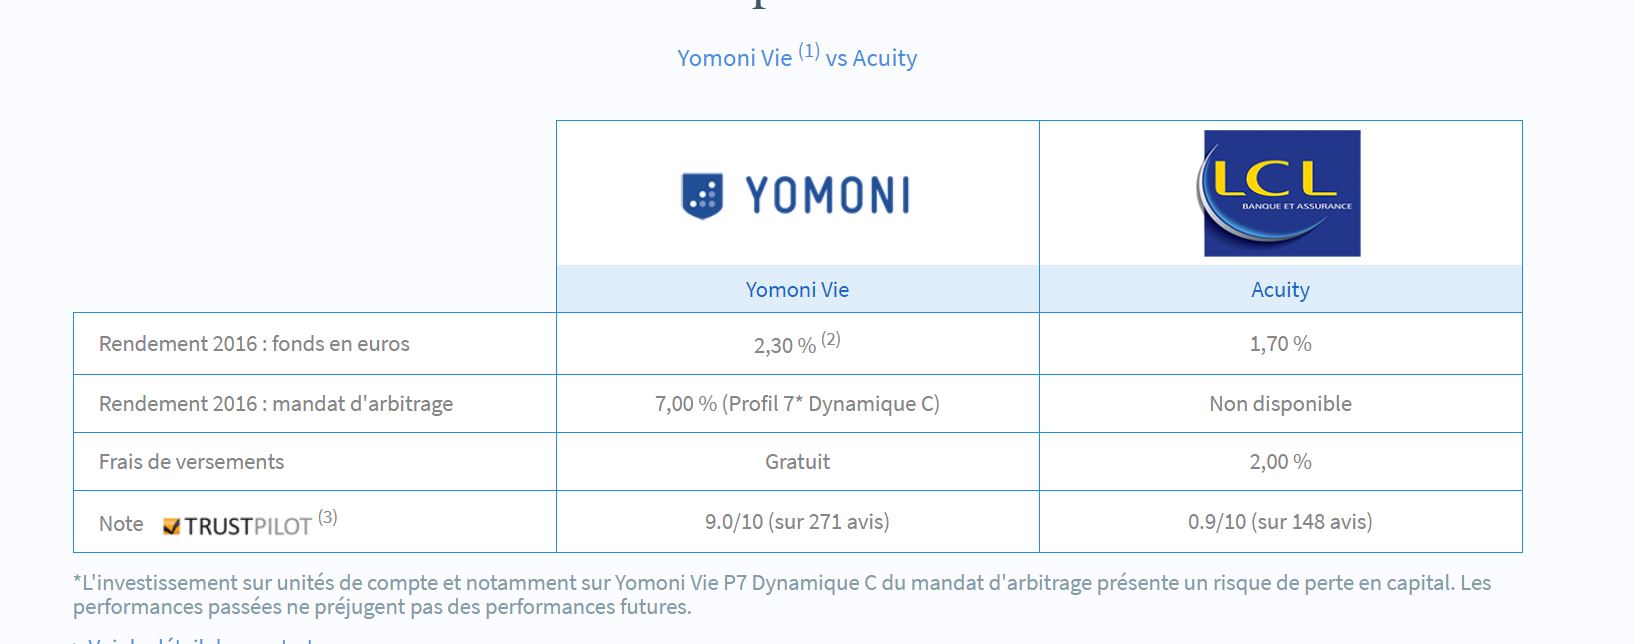 Yomoni Vie (1) vs Acuity
YOMONI
LCL
BANQUE ET ASSURANCE
Yomoni Vie
Acuity
Rendement 2016 : fonds en euros
2,30 % (2)
1,70 %
Rendement 2016 : mandat d'arbitrage
7,00 % (Profil 7* Dynamique C)
Non disponible
Frais de versements
Gratuit
2,00 %
Note TRUSTPILOT (3)
9.0/10 (sur 271 avis)
0.9/10 (sur 148 avis)
*L'investissement sur unités de compte et notamment sur Yomoni Vie P7 Dynamique C du mandat d'arbitrage présente un risque de perte en capital. Les
performances passées ne préjugent pas des performances futures.